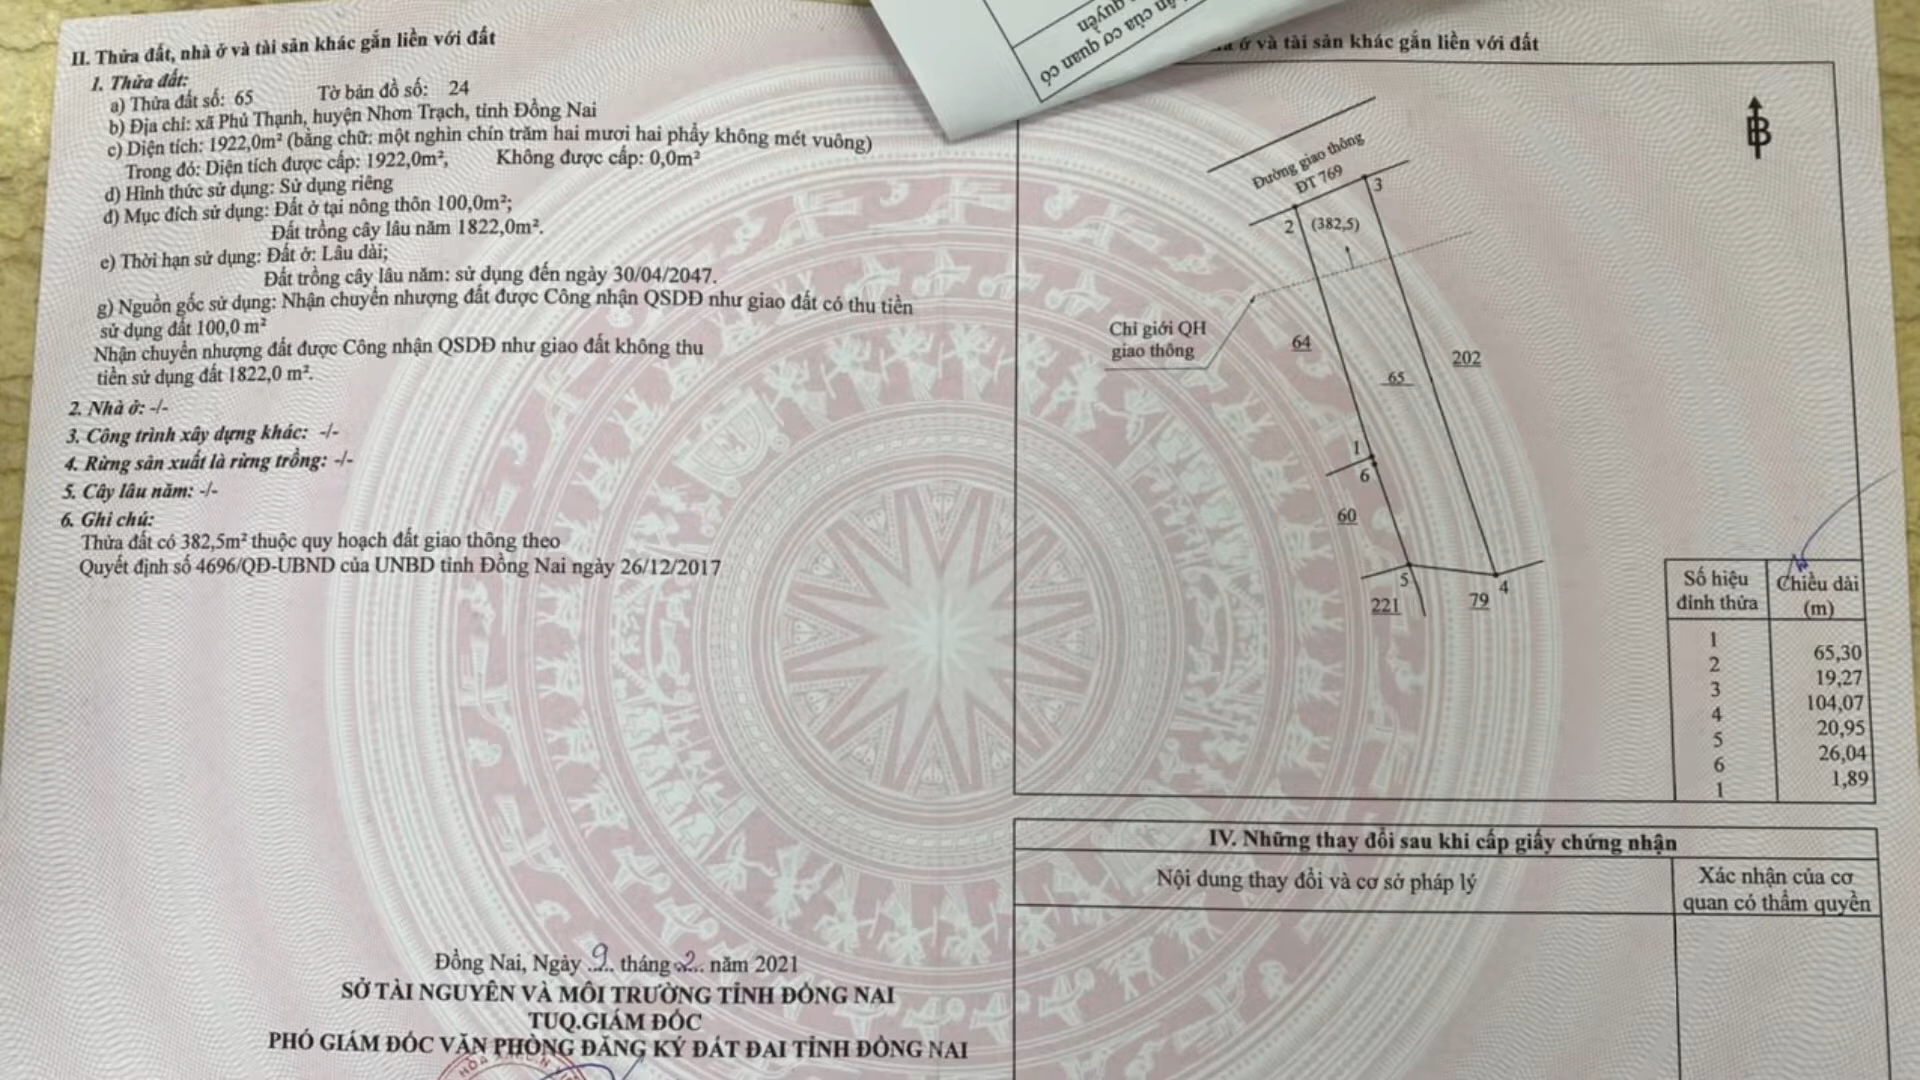 II. Thửa đất, nhà ở và tài sản khác gắn liền với đất
1. Thửa đất:
a) Thửa đất số: 65 Tờ bản đồ số: 24
b) Địa chỉ: xã Phú Thạnh, huyện Nhơn Trạch, tỉnh Đồng Nai
c) Diện tích: 1922,0m² (bằng chữ: một nghìn chín trăm hai mươi hai phẩy không mét vuông)
Trong đó: Diện tích được cấp: 1922,0m², Không được cấp: 0,0m²
d) Hình thức sử dụng: Sử dụng riêng
đ) Mục đích sử dụng: Đất ở tại nông thôn 100,0m²;
Đất trồng cây lâu năm 1822,0m².
e) Thời hạn sử dụng: Đất ở: Lâu dài;
Đất trồng cây lâu năm: sử dụng đến ngày 30/04/2047.
g) Nguồn gốc sử dụng: Nhận chuyển nhượng đất được Công nhận QSDĐ như giao đất có thu tiền
sử dụng đất 100,0 m²
Nhận chuyển nhượng đất được Công nhận QSDĐ như giao đất không thu
tiền sử dụng đất 1822,0 m².
2. Nhà ở: -/-
3. Công trình xây dựng khác: -/-
4. Rừng sản xuất là rừng trồng: -/-
5. Cây lâu năm: -/-
6. Ghi chú:
Thửa đất có 382,5m² thuộc quy hoạch đất giao thông theo
Quyết định số 4696/QĐ-UBND của UNBD tỉnh Đồng Nai ngày 26/12/2017
Đồng Nai, Ngày 9 tháng 2 năm 2021
SỞ TÀI NGUYÊN VÀ MÔI TRƯỜNG TỈNH ĐỒNG NAI
TUQ.GIÁM ĐỐC
PHÓ GIÁM ĐỐC VĂN PHÒNG ĐĂNG KÝ ĐẤT ĐAI TỈNH ĐỒNG NAI
của cơ quan có
quyền
ở và tài sản khác gắn liền với đất
B
Đường giao thông
ĐT 769
3
2 (382,5)
Chỉ giới QH
giao thông
64
202
65
1
6
60
5
4
221
79
Số hiệu đỉnh thửa Chiều dài (m)
1
65,30
2
19,27
3
104,07
4
20,95
5
26,04
6
1,89
1
IV. Những thay đổi sau khi cấp giấy chứng nhận
Nội dung thay đổi và cơ sở pháp lý
Xác nhận của cơ
quan có thẩm quyền